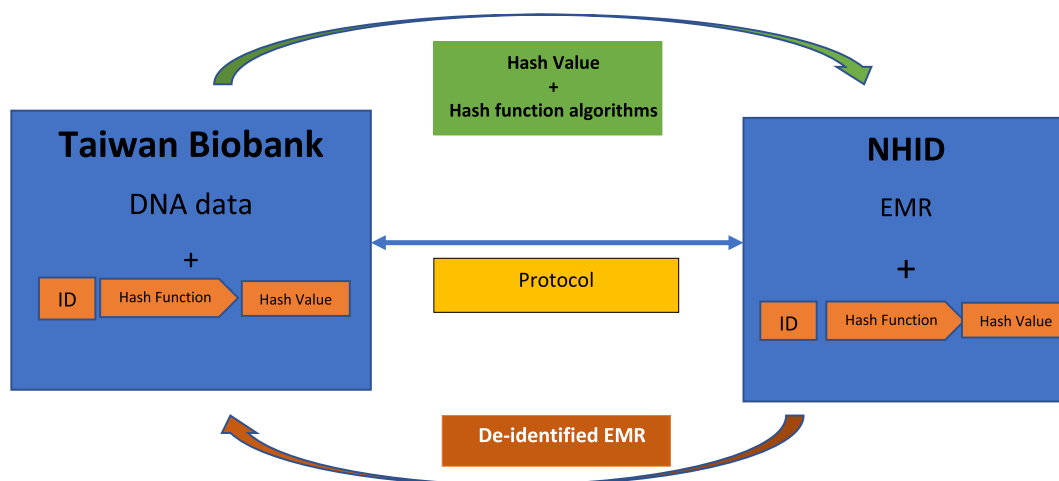 Hash Value
+
Hash function algorithms
Taiwan Biobank
DNA data
+
ID
Hash Function
Hash Value
Protocol
NHID
EMR
+
ID
Hash Function
Hash Value
De-identified EMR